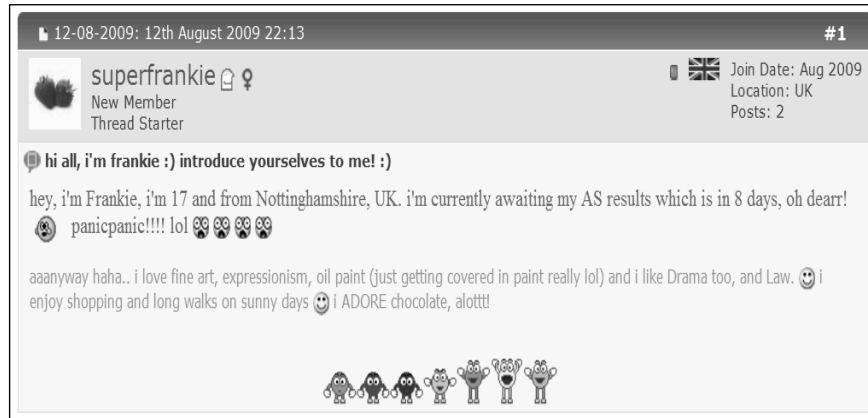 12-08-2009: 12th August 2009 22:13 #1
superfrankie
New Member
Thread Starter
Join Date: Aug 2009
Location: UK
Posts: 2
hi all, i'm frankie :) introduce yourselves to me! :)
hey, i'm Frankie, i'm 17 and from Nottinghamshire, UK. i'm currently awaiting my AS results which is in 8 days, oh dearr!
panicpanic!!!! lol
aaanyway haha.. i love fine art, expressionism, oil paint (just getting covered in paint really lol) and i like Drama too, and Law. i
enjoy shopping and long walks on sunny days i ADORE chocolate, alottt!